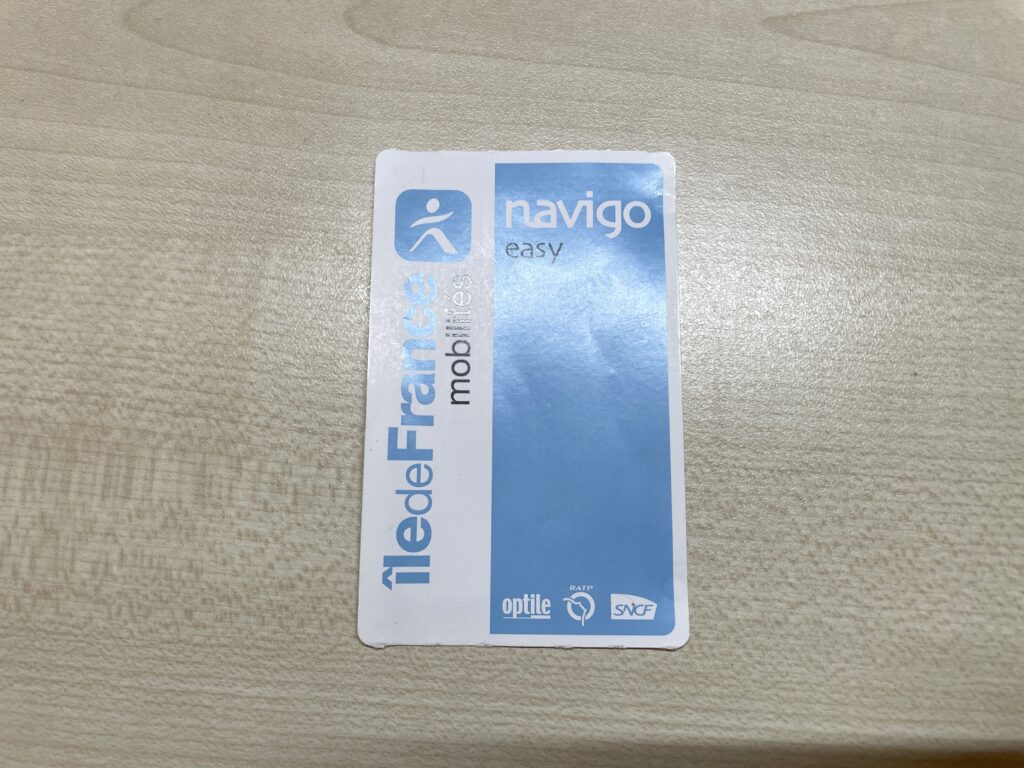 îledeFrance
mobilités
navigo
easy
optile
RATP
SNCF